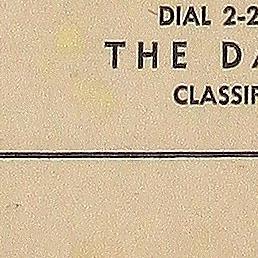 DIAL 2-2
THE DA
CLASSIF